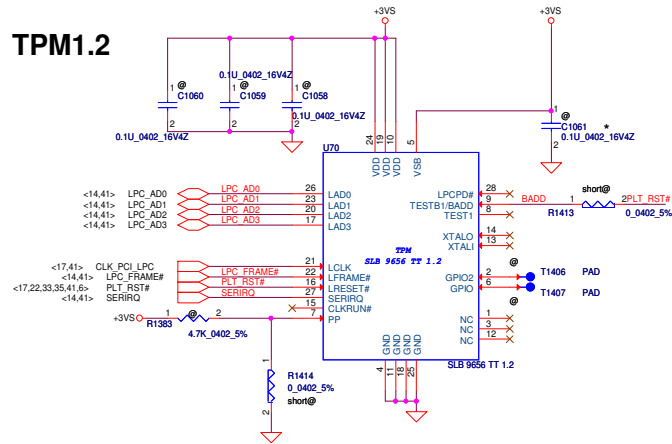 +3VS
+3VS
TPM1.2
1 @
C1060
2
0.1U_0402_16V4Z
0.1U_0402_16V4Z
1 @
C1059
2
0.1U_0402_16V4Z
1 @
C1058
2
0.1U_0402_16V4Z
1
@
C1061 *
0.1U_0402_16V4Z
2
24
19
10
5
U70
VDD
VDD
VDD
VSB
<14,41> LPC_AD0 LPC_AD0 26 LAD0
<14,41> LPC_AD1 LPC_AD1 23 LAD1
<14,41> LPC_AD2 LPC_AD2 20 LAD2
<14,41> LPC_AD3 LPC_AD3 17 LAD3
LPCPD# 28
TESTB1/BADD 9 BADD 1 short@ 2 PLT_RST#
TEST1 8 R1413 0_0402_5%
XTALO 14
XTALI 13
TPM
SLB 9656 TT 1.2
<17,41> CLK_PCI_LPC 21 LCLK
<14,41> LPC_FRAME# LPC_FRAME# 22 LFRAME#
<17,22,33,35,41,6> PLT_RST# PLT_RST# 16 LRESET#
<14,41> SERIRQ SERIRQ 27 SERIRQ
15 CLKRUN#
7 PP
@
GPIO2 2 T1406 PAD
GPIO 6 T1407 PAD
@
NC 1
NC 3
NC 12
+3VS 1 @ 2
R1383 4.7K_0402_5%
GND
GND
GND
GND
4
11
18
25
SLB 9656 TT 1.2
1
R1414
0_0402_5%
short@
2